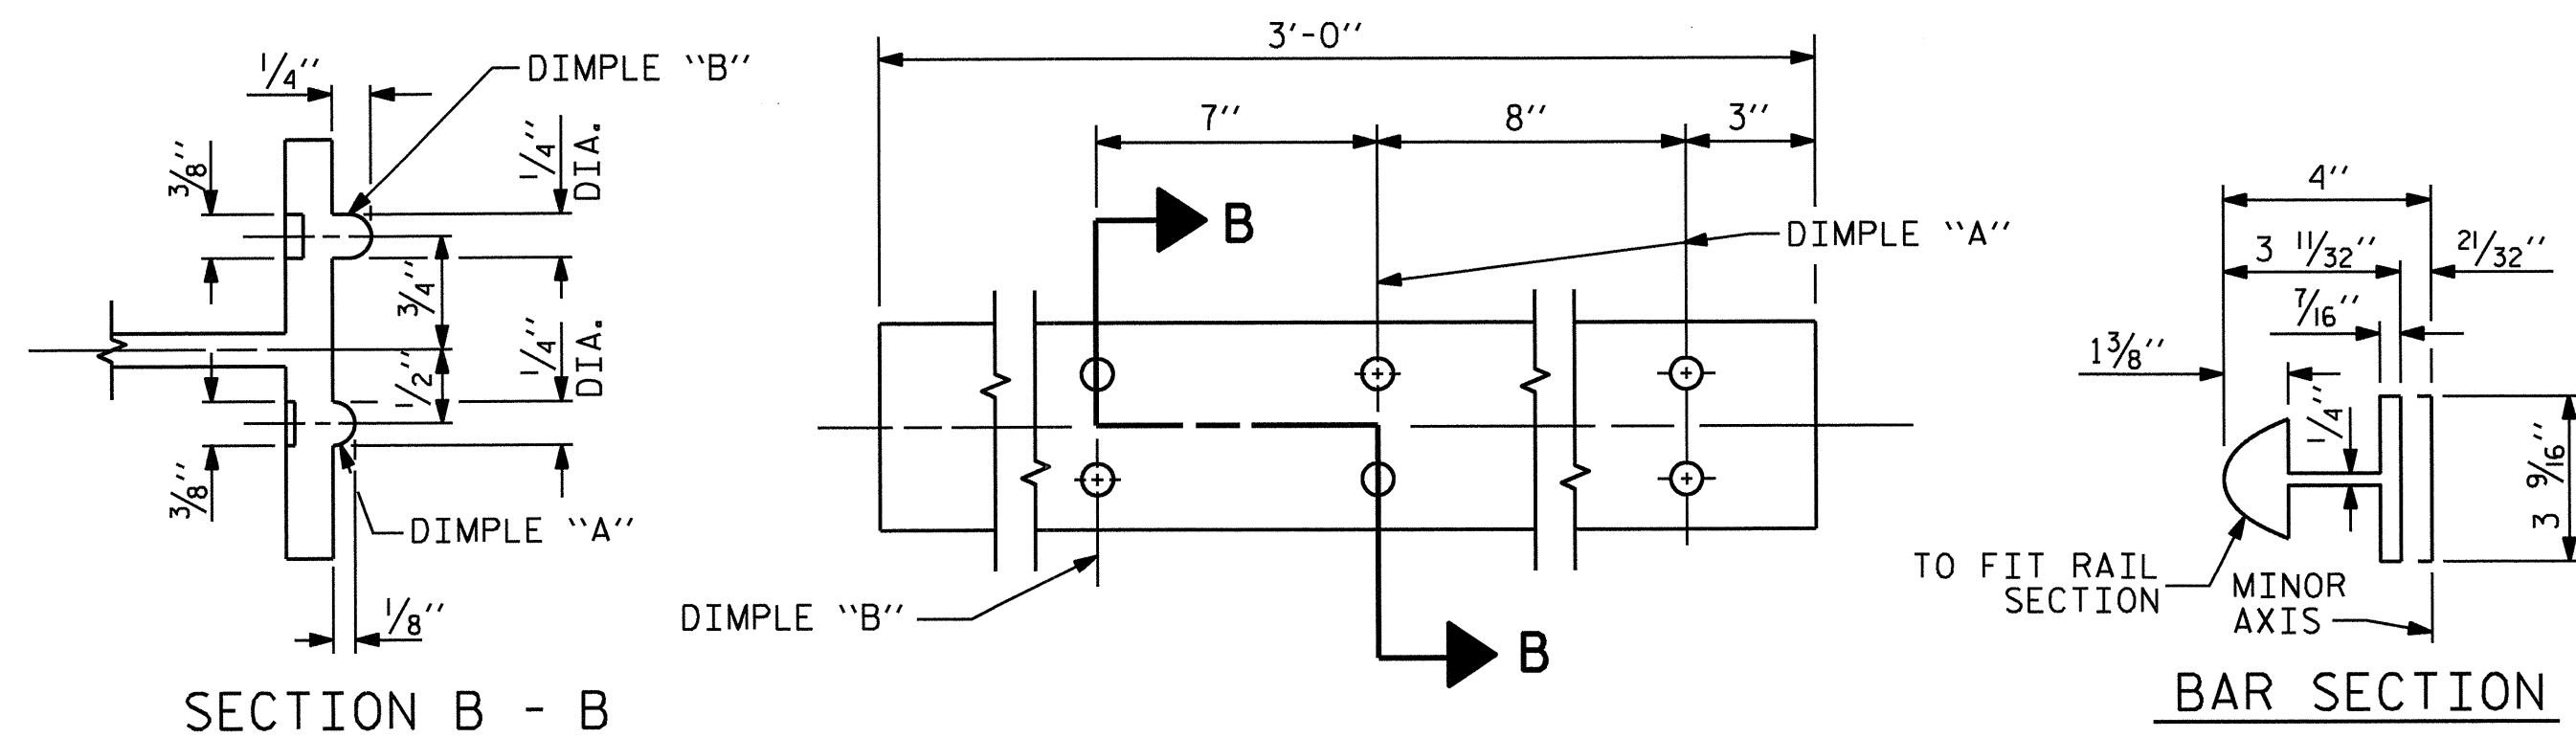 1/4"
DIMPLE "B"
3/8"
1/4" DIA.
3/4"
1/2"
1/4" DIA.
3/8"
DIMPLE "A"
1/8"
SECTION B - B
3'-0"
7"
8"
3"
B
DIMPLE "A"
DIMPLE "B"
B
4"
3 11/32"
21/32"
7/16"
1 3/8"
1/4"
3 9/16"
TO FIT RAIL
SECTION
MINOR
AXIS
BAR SECTION